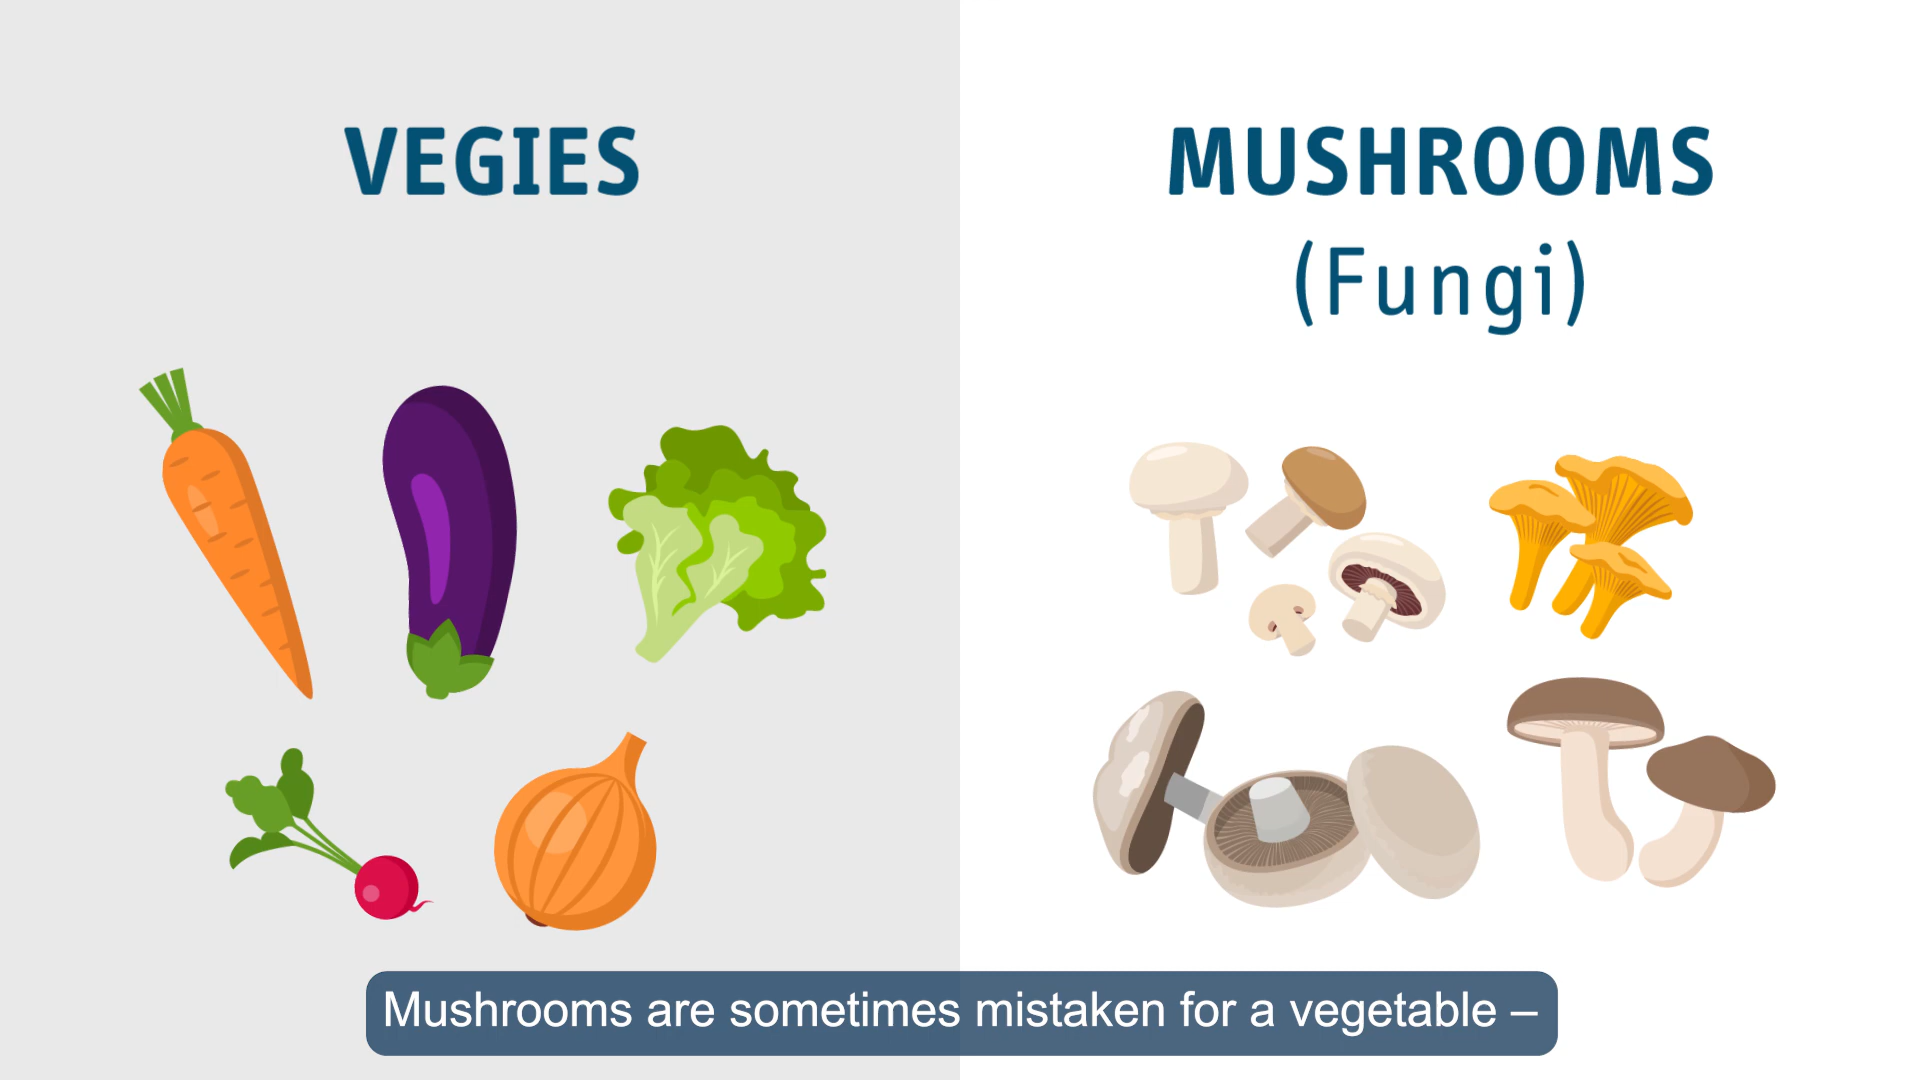 VEGIES
MUSHROOMS
(Fungi)
Mushrooms are sometimes mistaken for a vegetable –